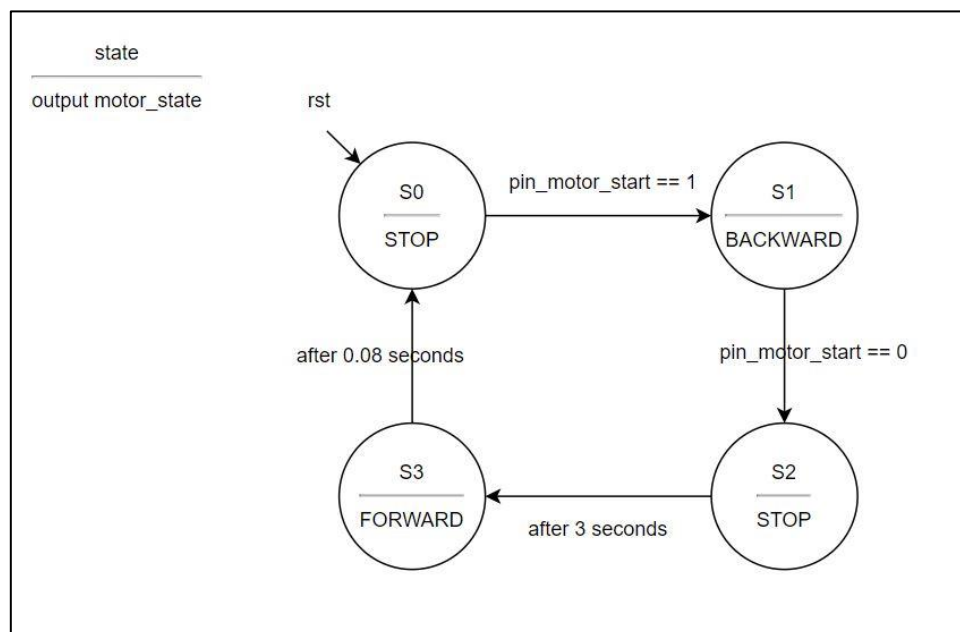 state
output motor_state
rst
S0
STOP
pin_motor_start == 1
S1
BACKWARD
after 0.08 seconds
pin_motor_start == 0
S3
FORWARD
after 3 seconds
S2
STOP